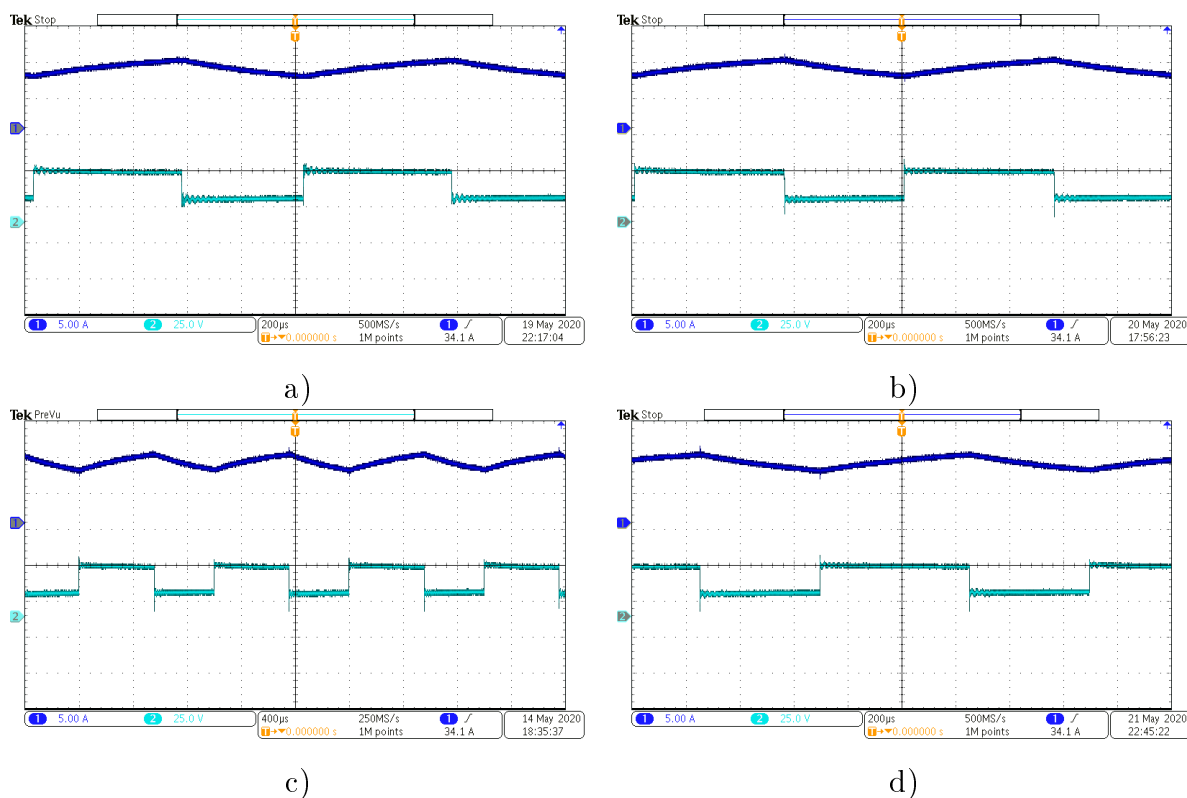 Tek Stop
T
T
1
2
1 5.00 A 2 25.0 V 200µs 500MS/s 1 34.1 A 19 May 2020
T→▼0.000000 s 1M points 22:17:04
a)
Tek Stop
T
T
1
2
1 5.00 A 2 25.0 V 200µs 500MS/s 1 34.1 A 20 May 2020
T→▼0.000000 s 1M points 17:56:23
b)
Tek PreVu
T
T
1
2
1 5.00 A 2 25.0 V 400µs 250MS/s 1 34.1 A 14 May 2020
T→▼0.000000 s 1M points 18:35:37
c)
Tek Stop
T
T
1
2
1 5.00 A 2 25.0 V 200µs 500MS/s 1 34.1 A 21 May 2020
T→▼0.000000 s 1M points 22:45:22
d)